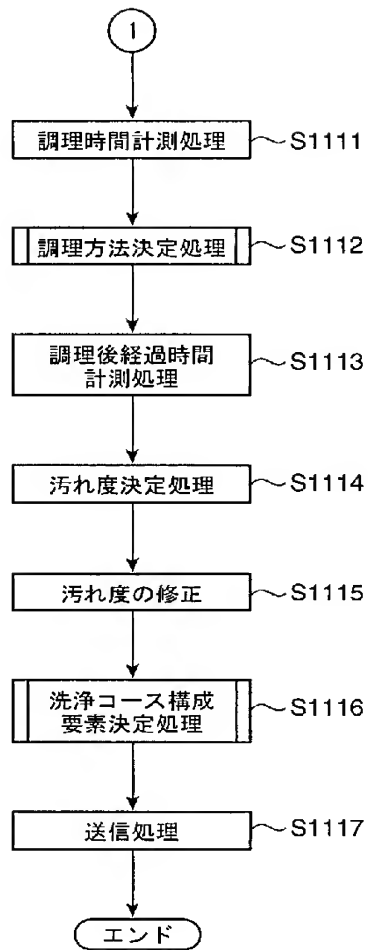 1
調理時間計測処理
S1111
調理方法決定処理
S1112
調理後経過時間
計測処理
S1113
汚れ度決定処理
S1114
汚れ度の修正
S1115
洗浄コース構成
要素決定処理
S1116
送信処理
S1117
エンド